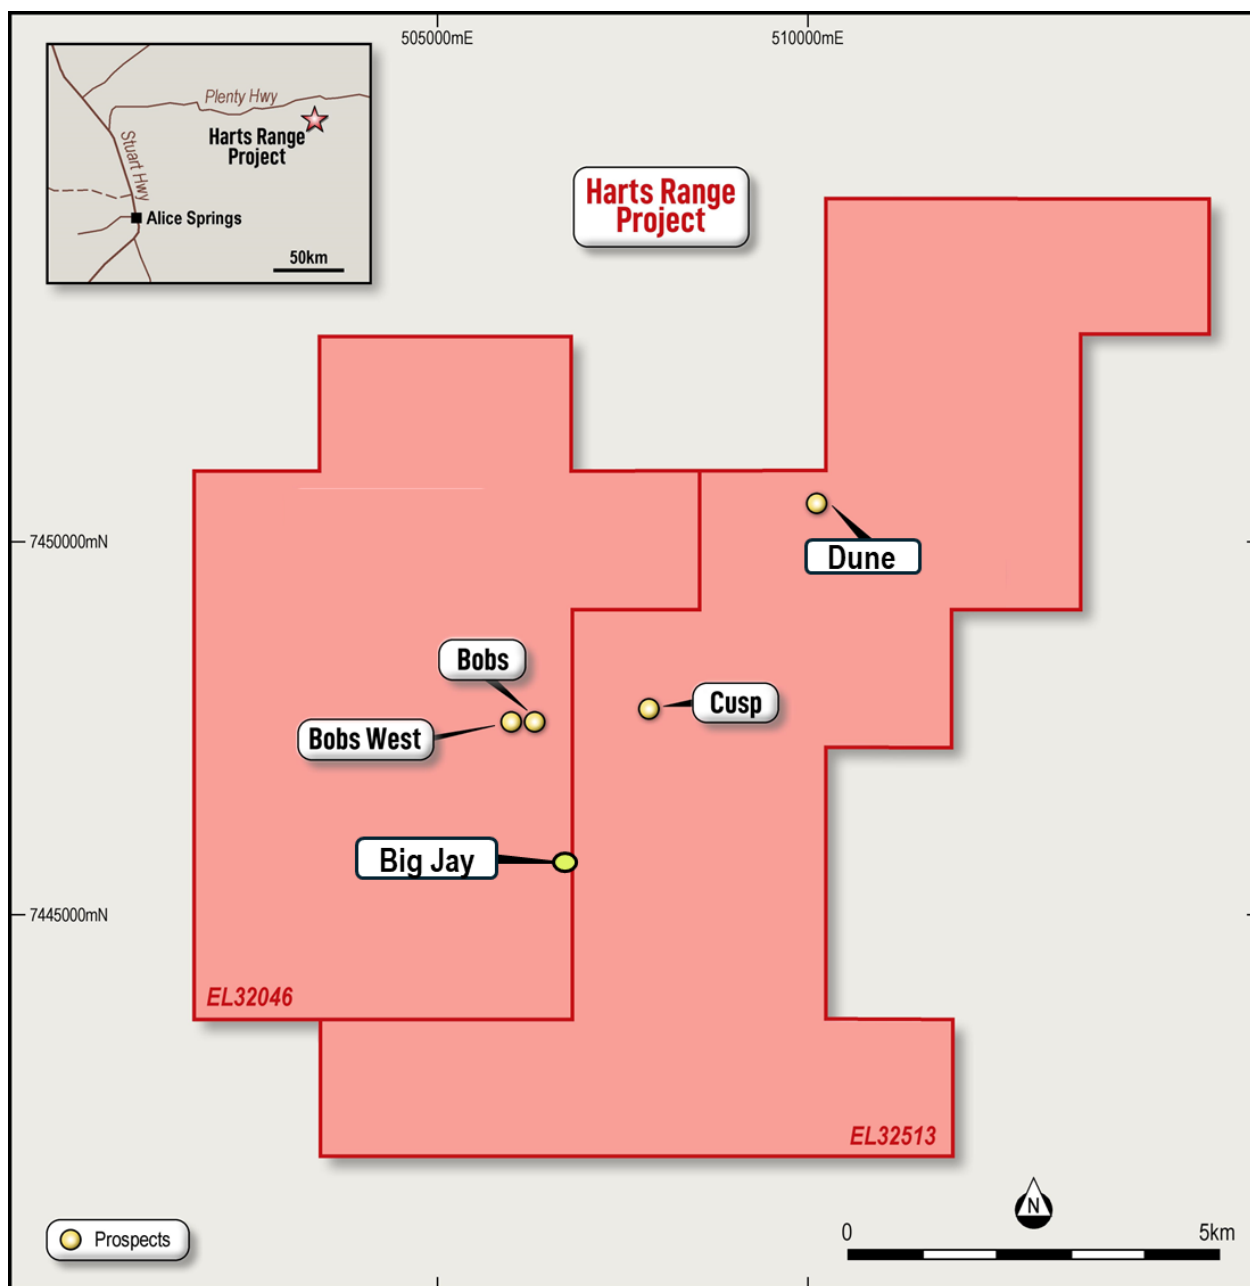 505000mE
510000mE
Plenty Hwy
Harts Range
Project
Stuart Hwy
Alice Springs
50km
Harts Range
Project
7450000mN
Dune
Bobs
Cusp
Bobs West
Big Jay
7445000mN
EL32046
EL32513
N
Prospects
0
5km